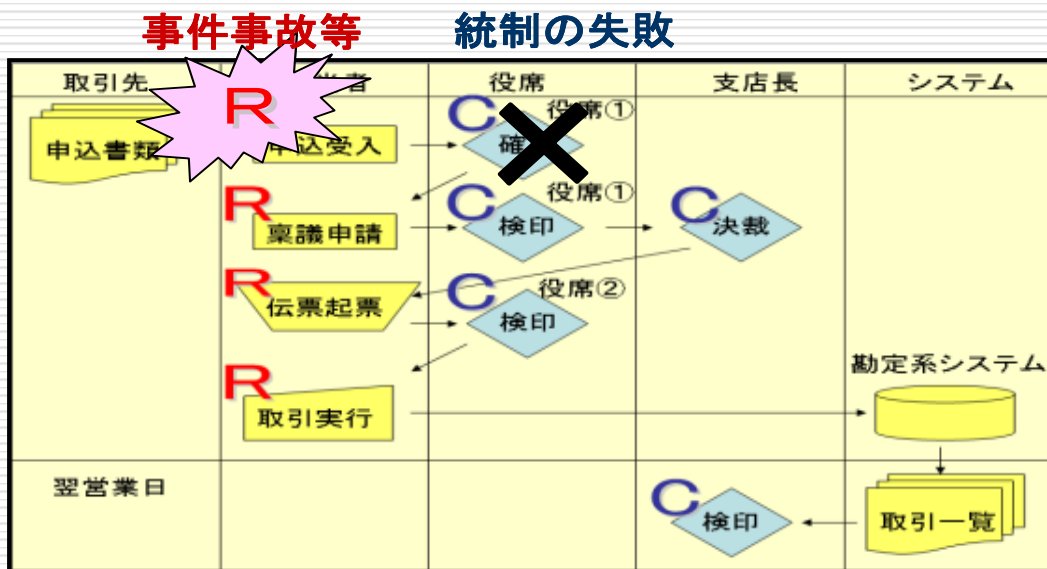 事件事故等 統制の失敗
取引先 者 役席 支店長 システム
R
C 役席①
申込書類 込受入 確
R C 役席① C
稟議申請 検印 決裁
R C 役席②
伝票起票 検印
勘定系システム
R
取引実行
翌営業日 C
検印 取引一覧